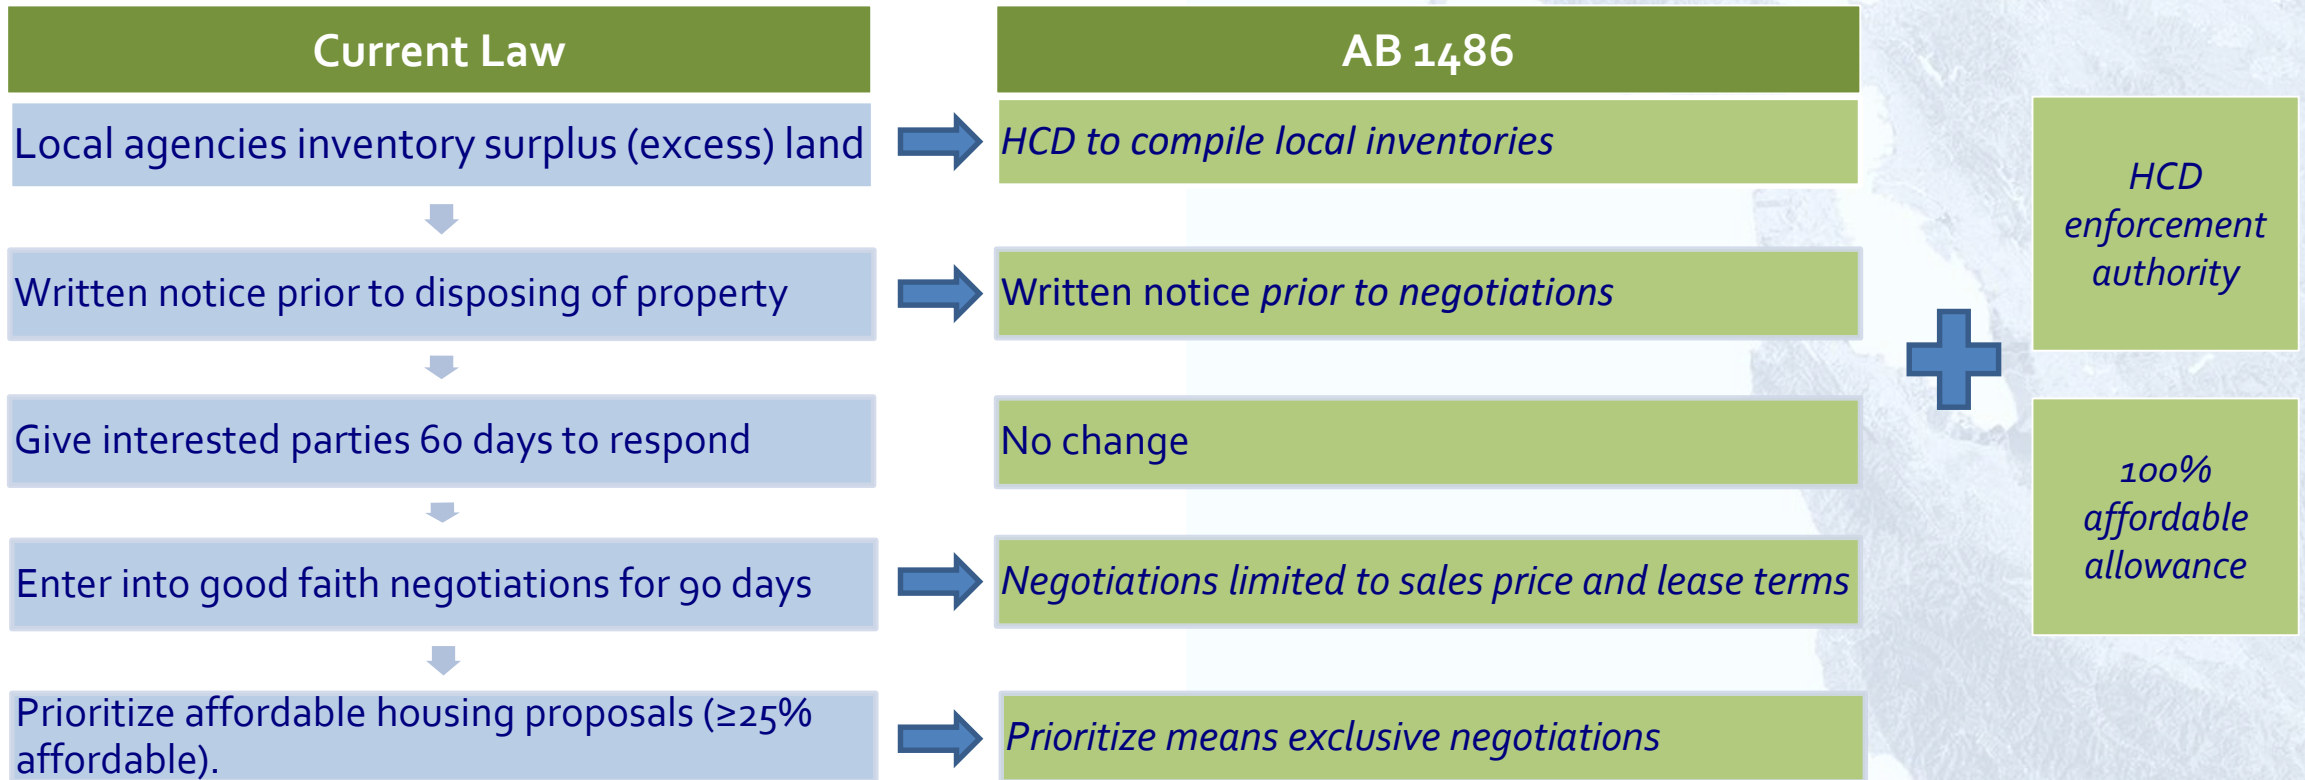 Current Law
AB 1486
Local agencies inventory surplus (excess) land
HCD to compile local inventories
Written notice prior to disposing of property
Written notice prior to negotiations
Give interested parties 60 days to respond
No change
Enter into good faith negotiations for 90 days
Negotiations limited to sales price and lease terms
Prioritize affordable housing proposals (≥25%
affordable).
Prioritize means exclusive negotiations
HCD
enforcement
authority
100%
affordable
allowance